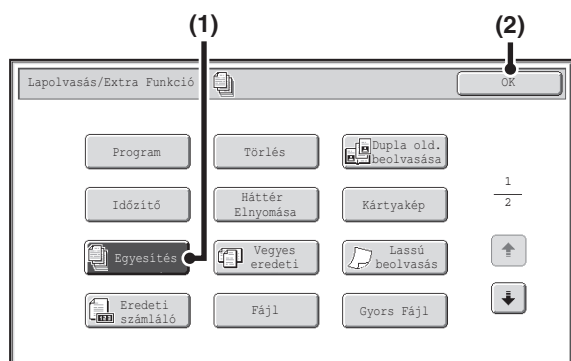 (1)
(2)
Lapolvasás/Extra Funkció
OK
Program
Törlés
Dupla old.
beolvasása
Időzítő
Háttér
Elnyomása
Kártyakép
1
2
Egyesítés
Vegyes
eredeti
Lassú
beolvasás
Eredeti
számláló
Fájl
Gyors Fájl